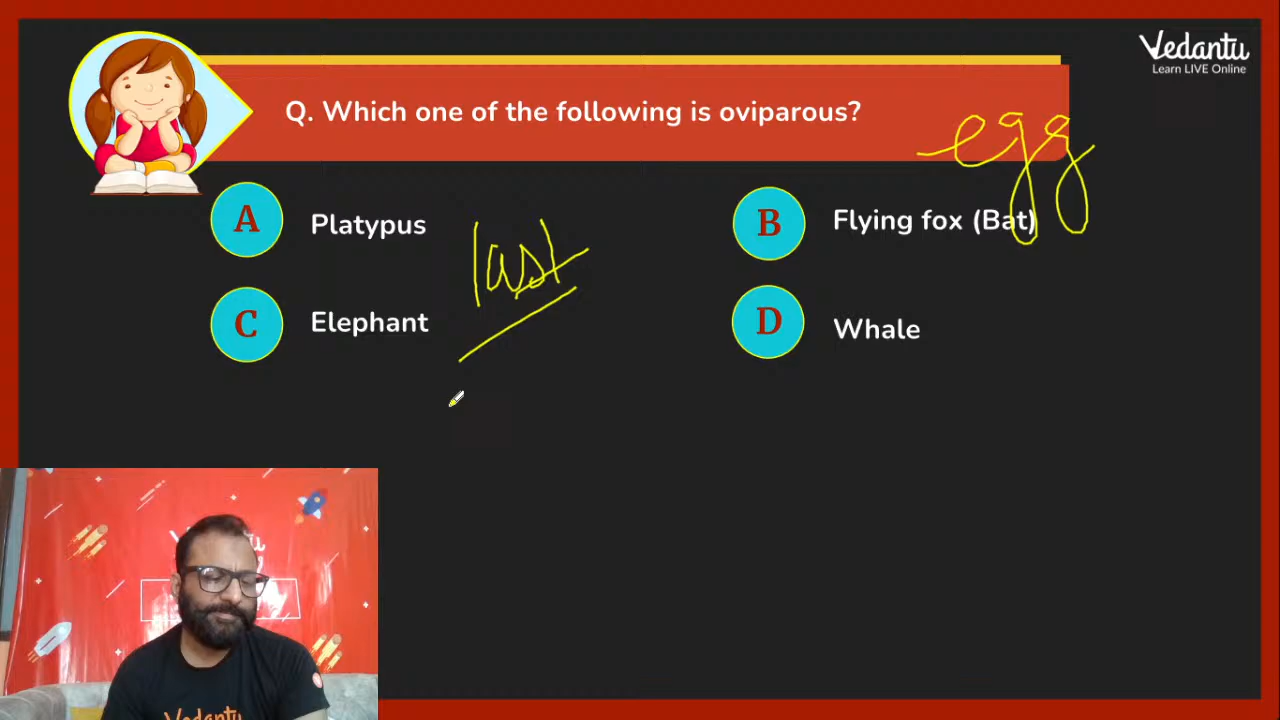 Vedantu
Learn LIVE Online
Q. Which one of the following is oviparous?
egg
A Platypus
B Flying fox (Bat)
last
C Elephant
D Whale
Vedantu